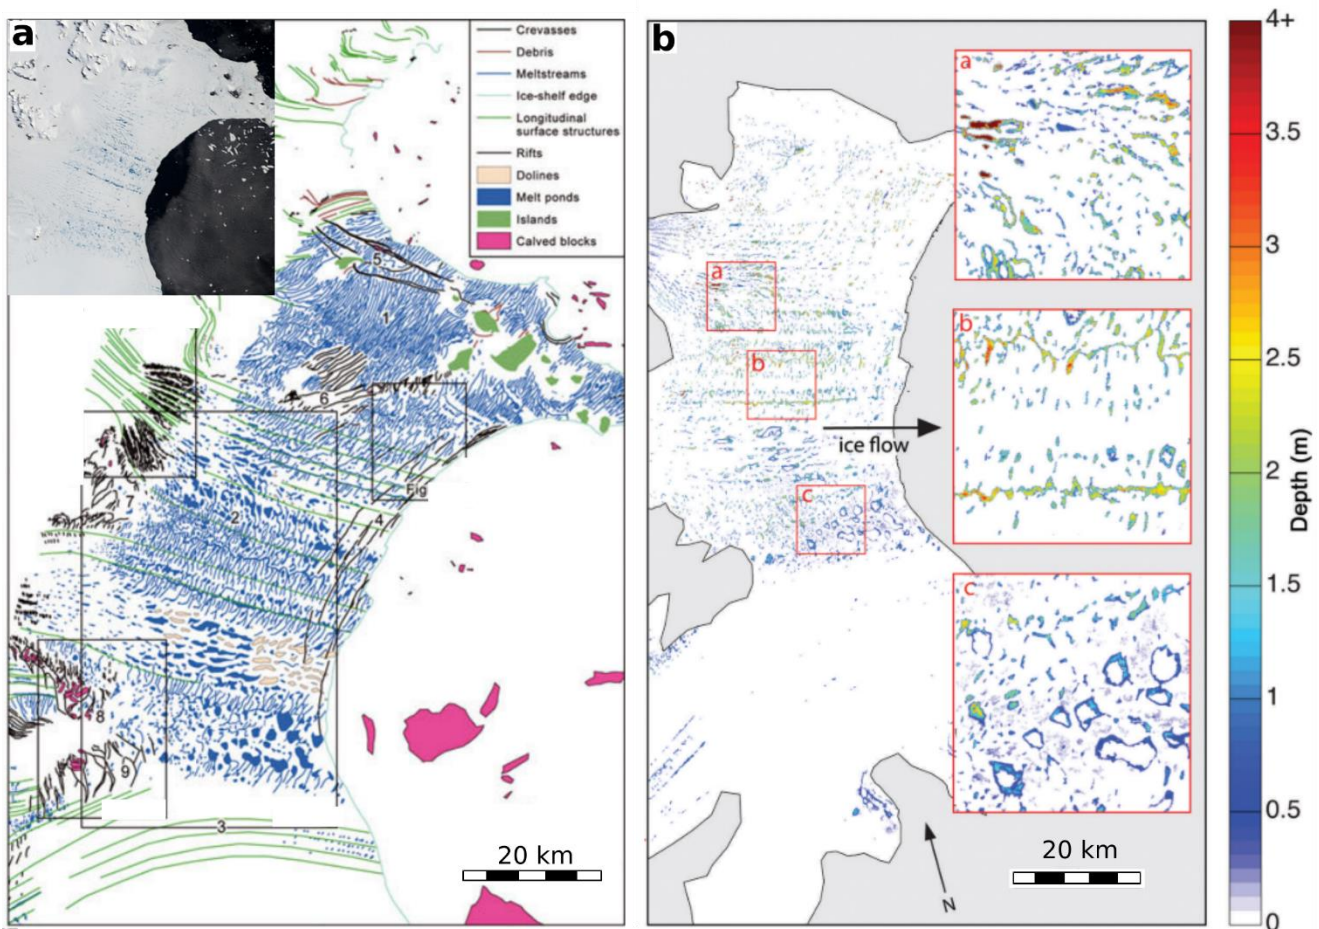 a
Crevasses
Debris
Meltstreams
Ice-shelf edge
Longitudinal
surface structures
Rifts
Dolines
Melt ponds
Islands
Calved blocks
5
1
6
Fig
7
2
4
8
9
3
20 km
b
a
b
c
ice flow
a
b
c
N
20 km
4+
3.5
3
2.5
2
1.5
1
0.5
0
Depth (m)